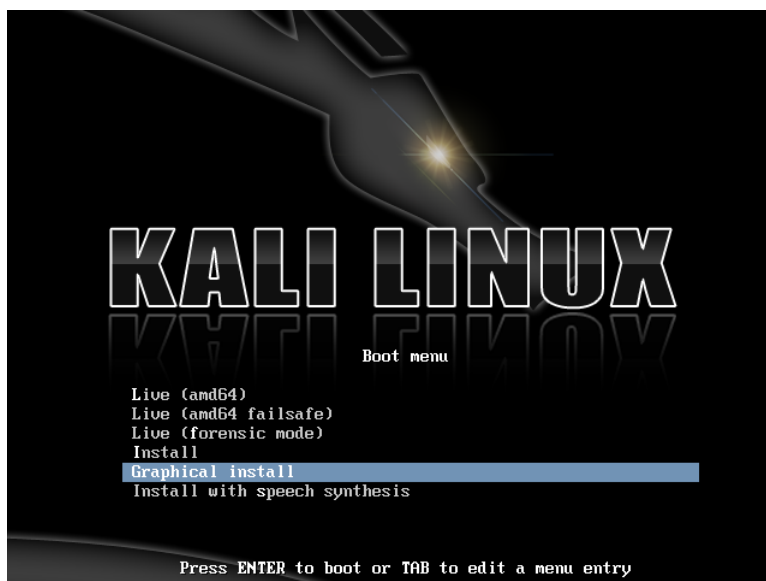 KALI LINUX
Boot menu
Live (amd64)
Live (amd64 failsafe)
Live (forensic mode)
Install
Graphical install
Install with speech synthesis
Press ENTER to boot or TAB to edit a menu entry